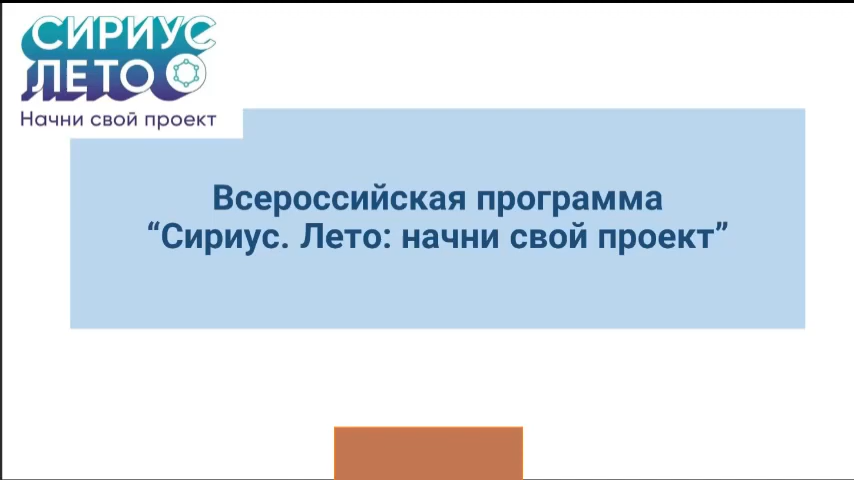 СИРИУС
ЛЕТО
Начни свой проект
Всероссийская программа
“Сириус. Лето: начни свой проект”